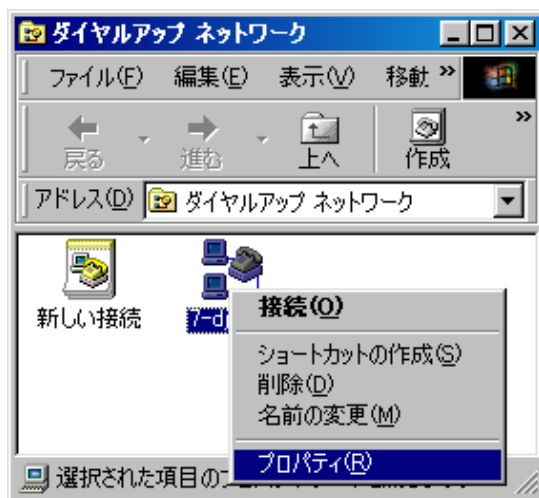 ダイヤルアップ ネットワーク
ファイル(F) 編集(E) 表示(V) 移動 »
戻る 進む 上へ 作成 »
アドレス(D) ダイヤルアップ ネットワーク
新しい接続
接続(O)
ショートカットの作成(S)
削除(D)
名前の変更(M)
プロパティ(R)
選択された項目の